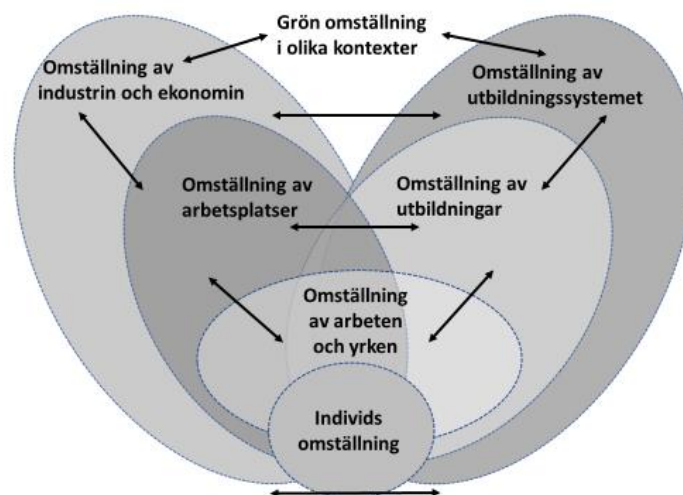 Grön omställning
i olika kontexter
Omställning av
industrin och ekonomin
Omställning av
utbildningssystemet
Omställning av
arbetsplatser
Omställning av
utbildningar
Omställning
av arbeten
och yrken
Individs
omställning